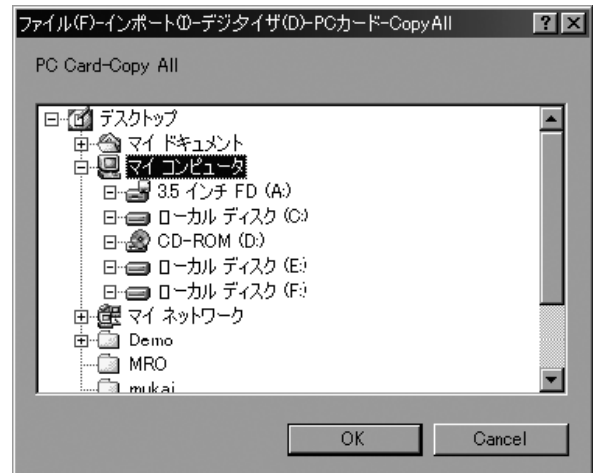 ファイル(F)-インポート(I)-デジタイザ(D)-PCカード-CopyAll
PC Card-Copy All
デスクトップ
マイ ドキュメント
マイ コンピュータ
3.5 インチ FD (A:)
ローカル ディスク (C:)
CD-ROM (D:)
ローカル ディスク (E:)
ローカル ディスク (F:)
マイ ネットワーク
Demo
MRO
mukai
OK
Cancel